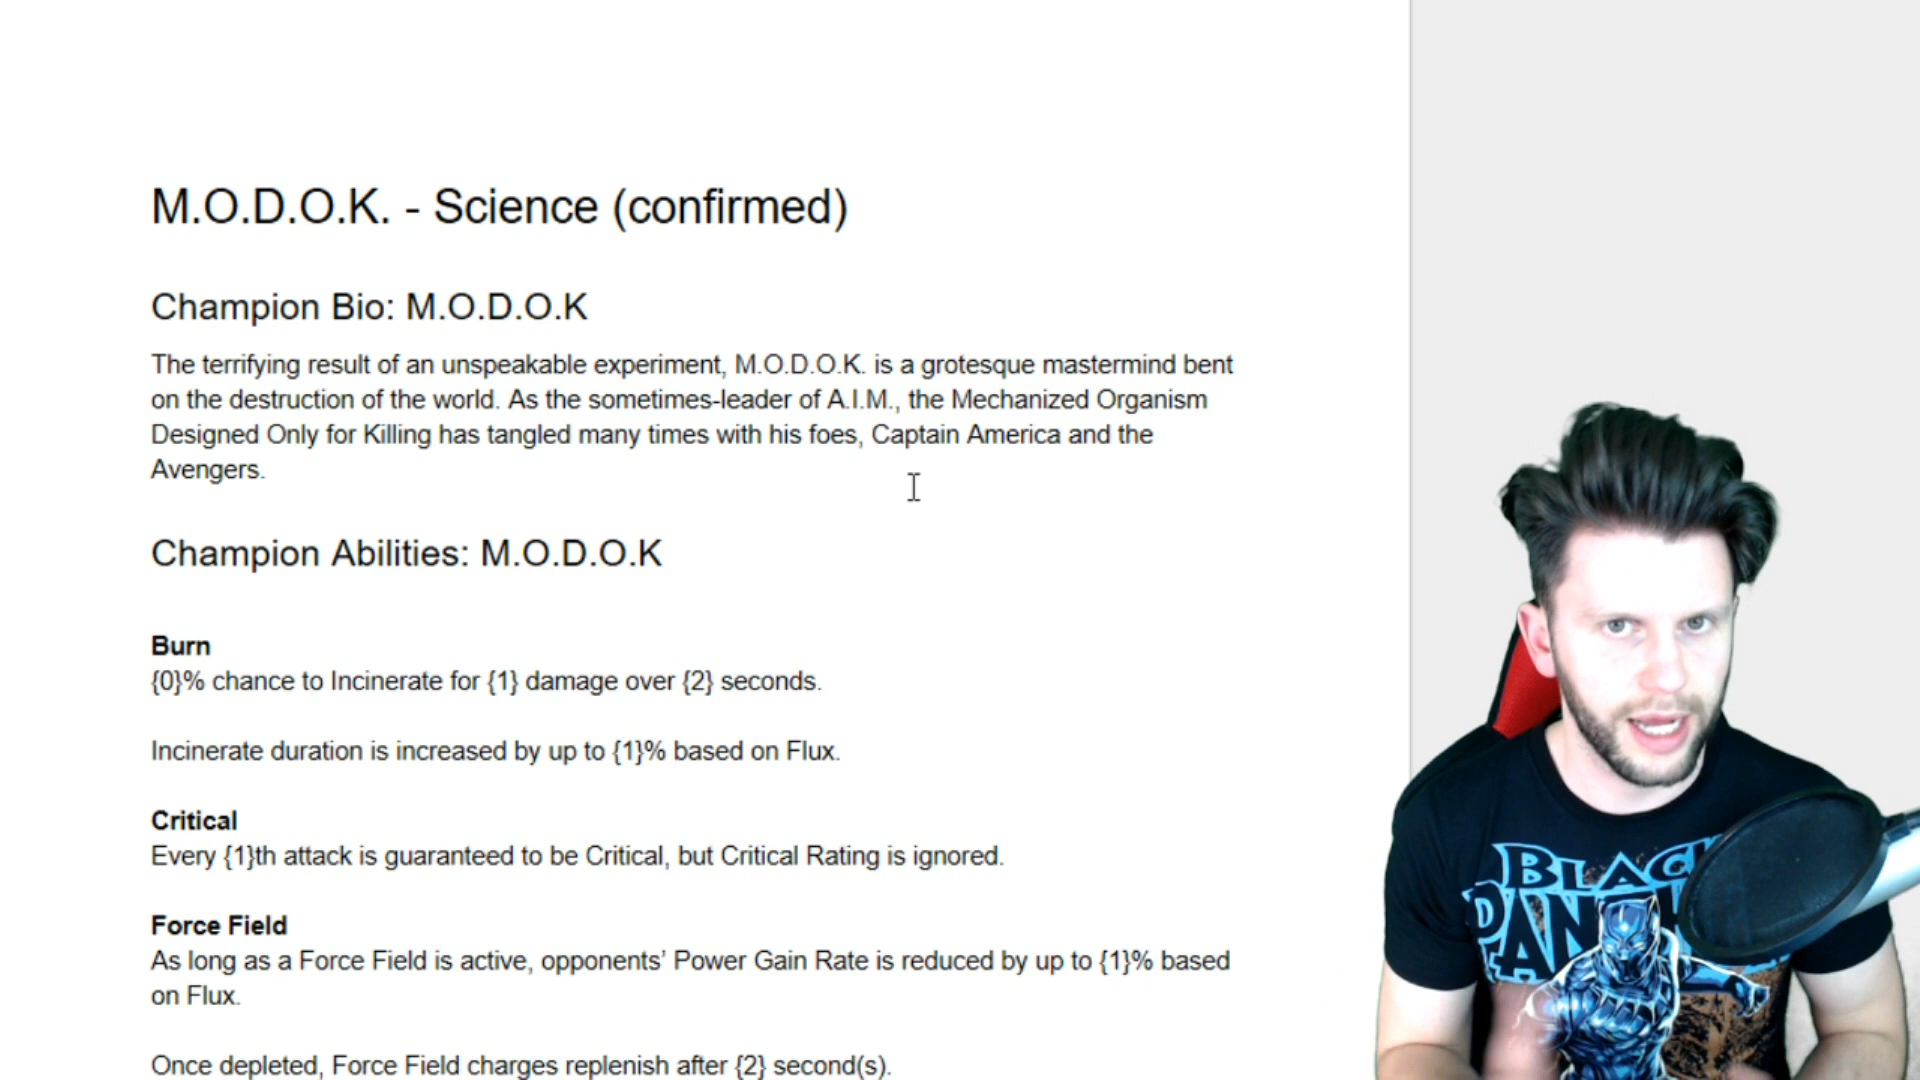 M.O.D.O.K. - Science (confirmed)
Champion Bio: M.O.D.O.K
The terrifying result of an unspeakable experiment, M.O.D.O.K. is a grotesque mastermind bent
on the destruction of the world. As the sometimes-leader of A.I.M., the Mechanized Organism
Designed Only for Killing has tangled many times with his foes, Captain America and the
Avengers.
Champion Abilities: M.O.D.O.K
Burn
{0}% chance to Incinerate for {1} damage over {2} seconds.
Incinerate duration is increased by up to {1}% based on Flux.
Critical
Every {1}th attack is guaranteed to be Critical, but Critical Rating is ignored.
Force Field
As long as a Force Field is active, opponents’ Power Gain Rate is reduced by up to {1}% based
on Flux.
Once depleted, Force Field charges replenish after {2} second(s).
BLACK